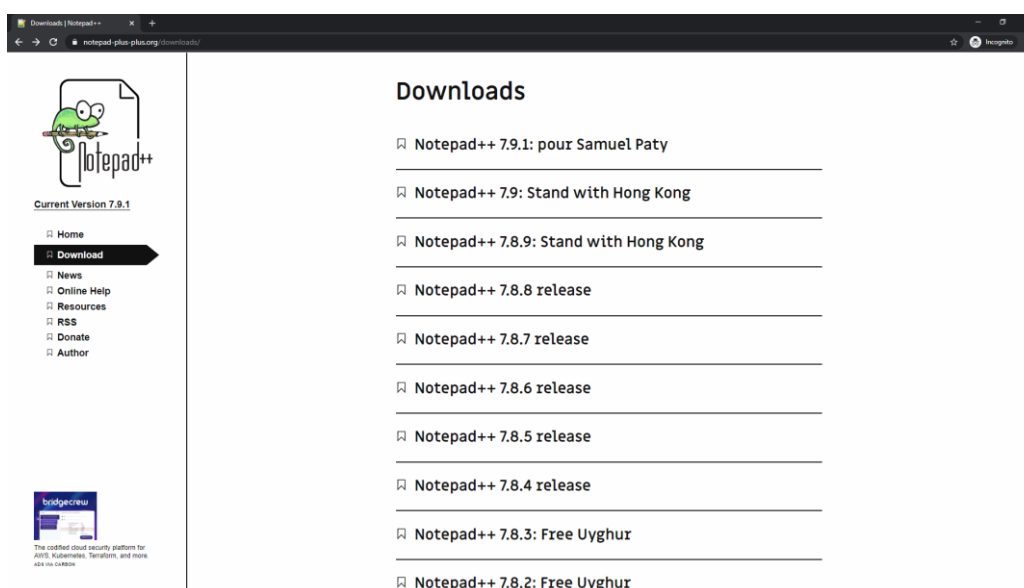 Downloads | Notepad++
notepad-plus-plus.org/downloads/
Incognito
Notepad++
Current Version 7.9.1
Home
Download
News
Online Help
Resources
RSS
Donate
Author
bridgecrew
The codified cloud security platform for
AWS, Kubernetes, Terraform, and more.
ADS VIA CARBON
Downloads
Notepad++ 7.9.1: pour Samuel Paty
Notepad++ 7.9: Stand with Hong Kong
Notepad++ 7.8.9: Stand with Hong Kong
Notepad++ 7.8.8 release
Notepad++ 7.8.7 release
Notepad++ 7.8.6 release
Notepad++ 7.8.5 release
Notepad++ 7.8.4 release
Notepad++ 7.8.3: Free Uyghur
Notepad++ 7.8.2: Free Uyghur